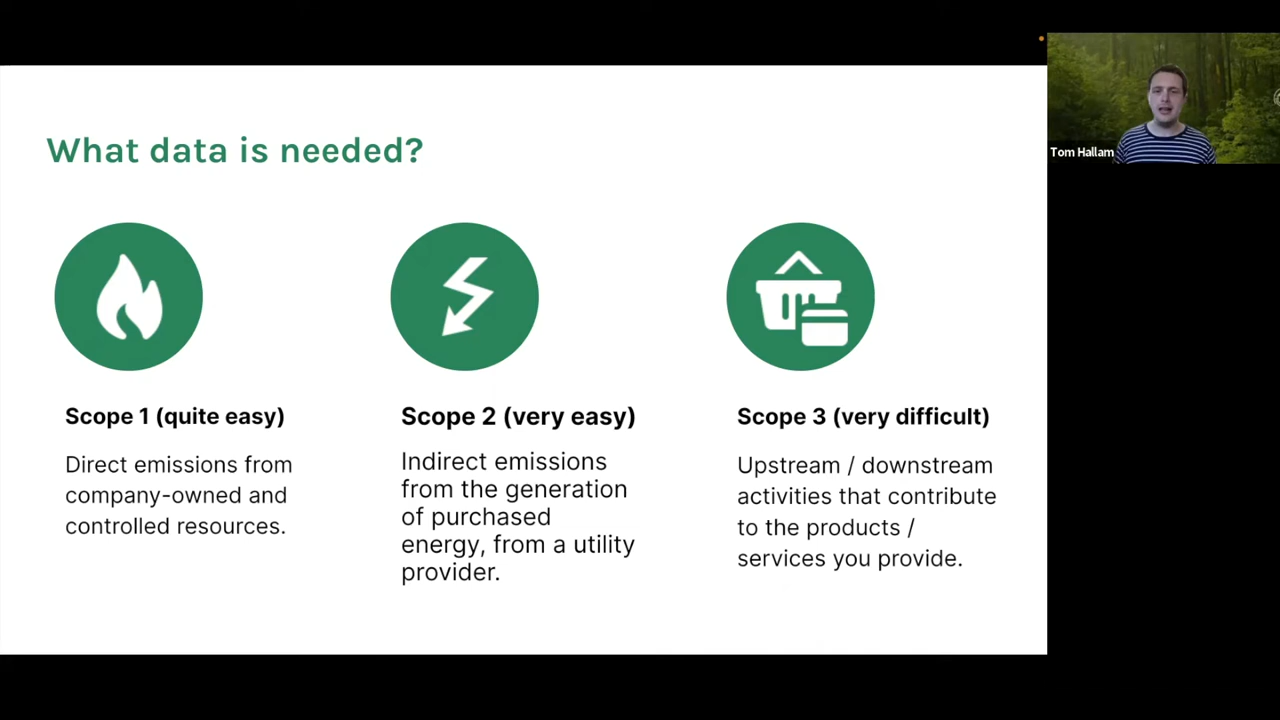 What data is needed?
Tom Hallam
Scope 1 (quite easy)
Direct emissions from
company-owned and
controlled resources.
Scope 2 (very easy)
Indirect emissions
from the generation
of purchased
energy, from a utility
provider.
Scope 3 (very difficult)
Upstream / downstream
activities that contribute
to the products /
services you provide.